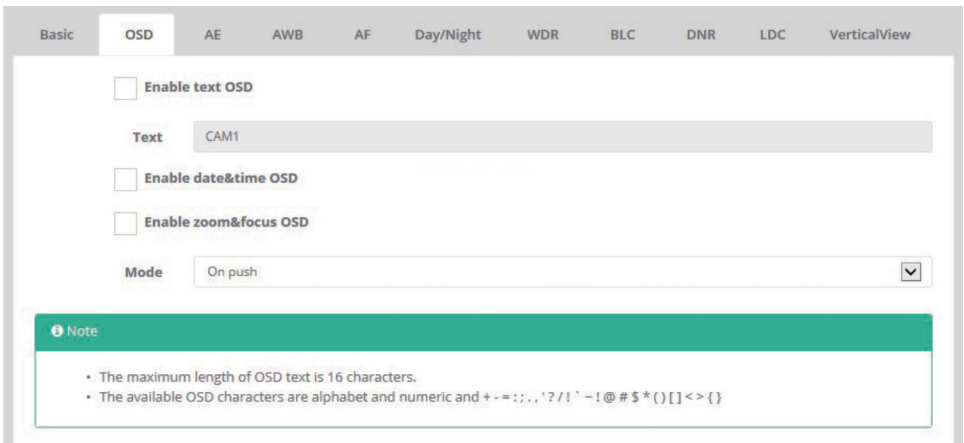 Basic OSD AE AWB AF Day/Night WDR BLC DNR LDC VerticalView
Enable text OSD
Text CAM1
Enable date&time OSD
Enable zoom&focus OSD
Mode On push
Note
• The maximum length of OSD text is 16 characters.
• The available OSD characters are alphabet and numeric and + - = : ; . , ' ? / ! ` ~ ! @ # $ * ( ) [ ] < > { }